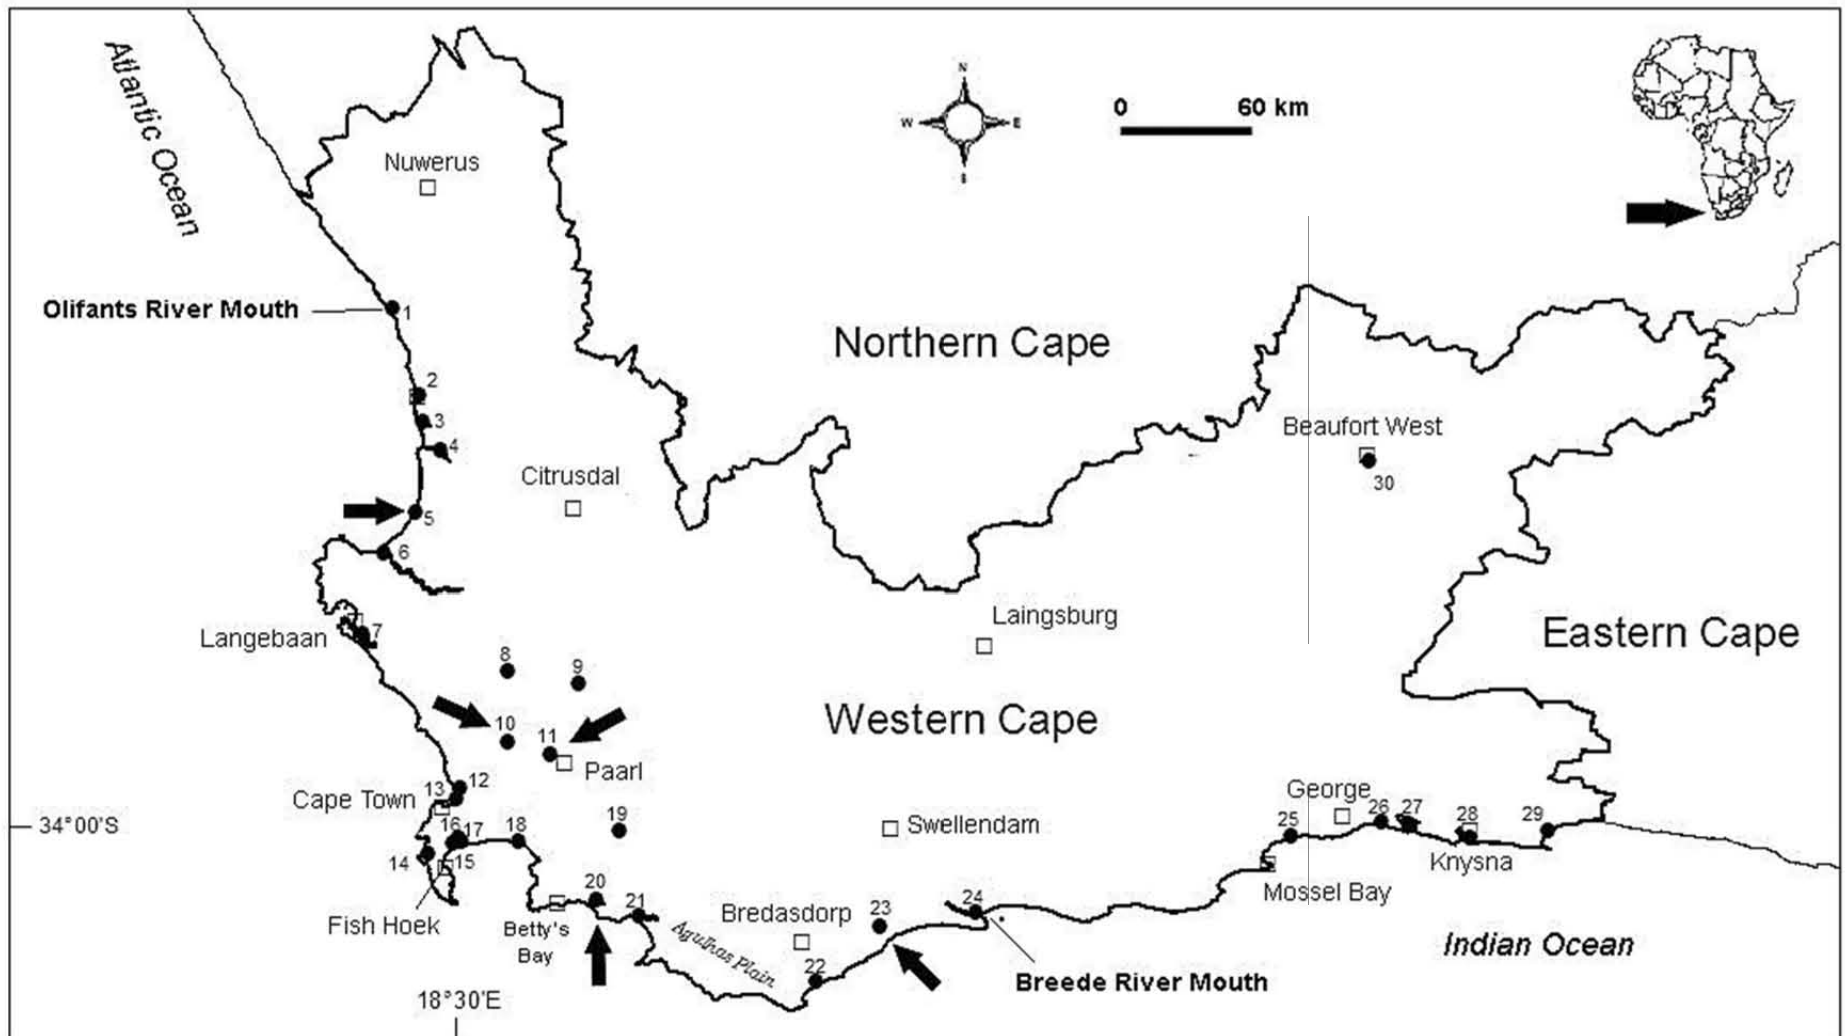 Atlantic Ocean
N
W
E
S
0
60 km
Nuwerus
Olifants River Mouth
1
Northern Cape
2
3
4
Beaufort West
30
Citrusdal
5
6
Langebaan
7
Laingsburg
Eastern Cape
8
9
Western Cape
10
11
Paarl
12
13
Cape Town
George
34°00'S
16
17
18
19
Swellendam
25
26
27
28
29
14
15
Knysna
Mossel Bay
20
21
Fish Hoek
Betty's
Bay
Agulhas Plain
Bredasdorp
23
24
22
Indian Ocean
Breede River Mouth
18°30'E